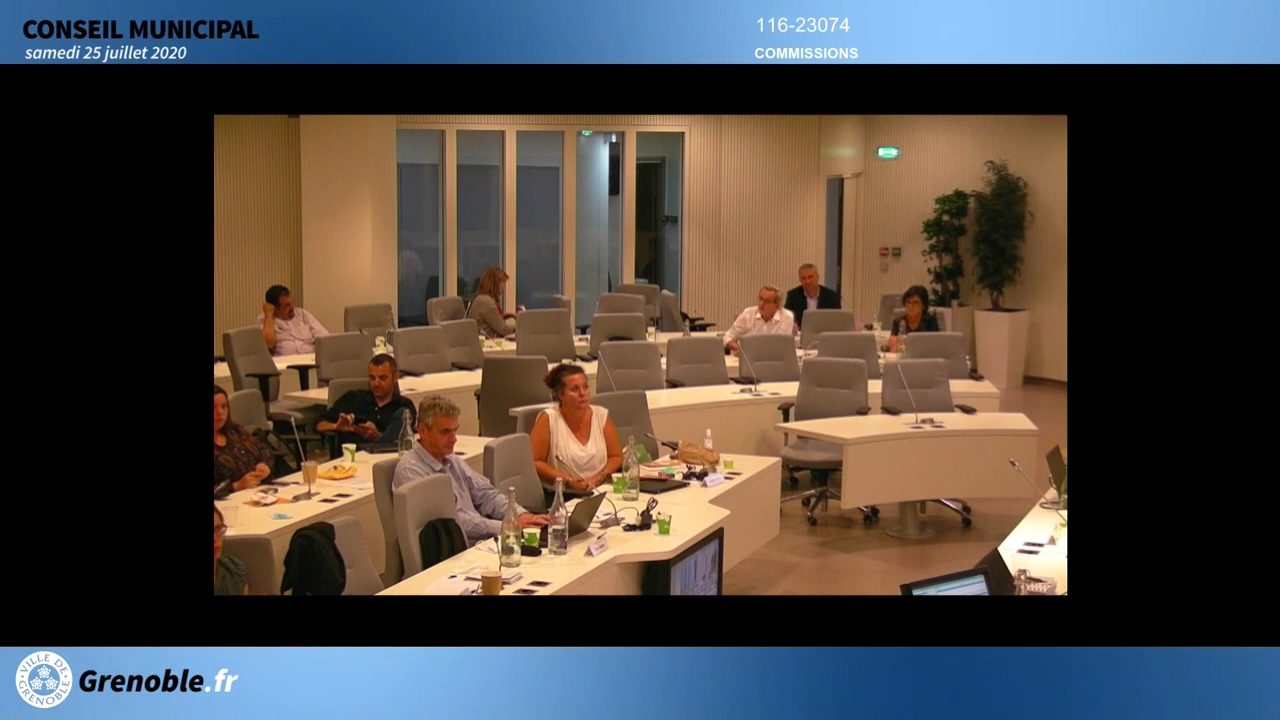 CONSEIL MUNICIPAL
samedi 25 juillet 2020
116-23074
COMMISSIONS
VILLE DE
GRENOBLE
Grenoble.fr